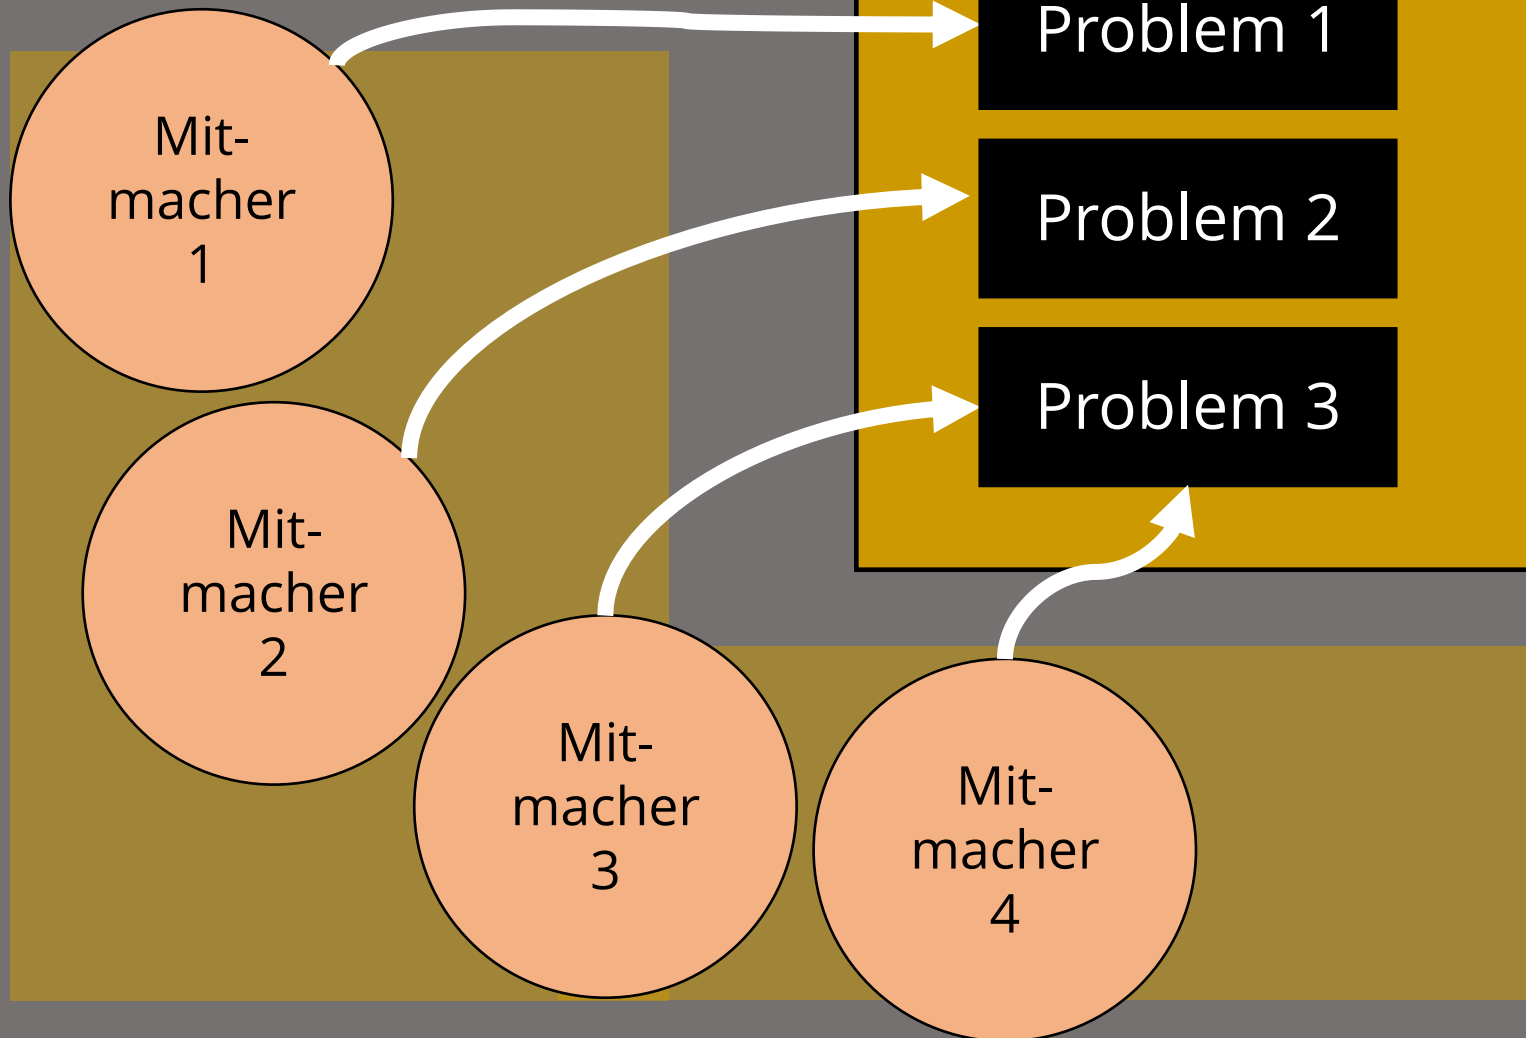 Problem 1
Mit-
macher
1
Problem 2
Problem 3
Mit-
macher
2
Mit-
macher
3
Mit-
macher
4